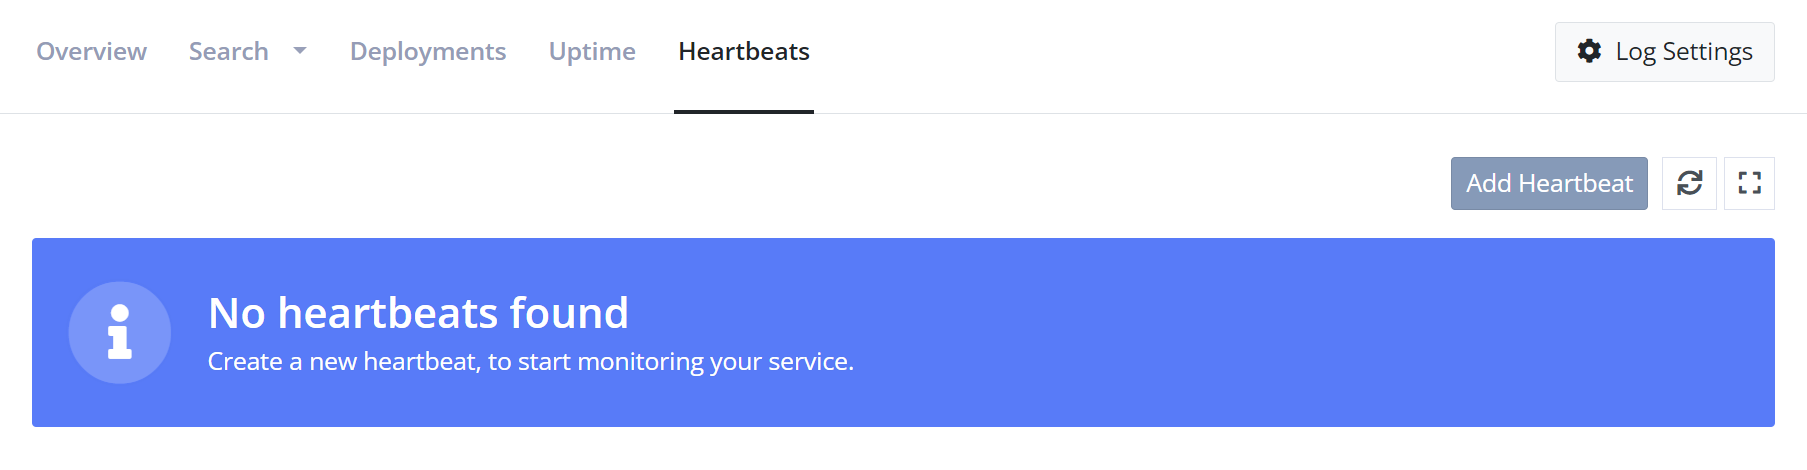 Overview Search Deployments Uptime Heartbeats Log Settings
Add Heartbeat
No heartbeats found
Create a new heartbeat, to start monitoring your service.